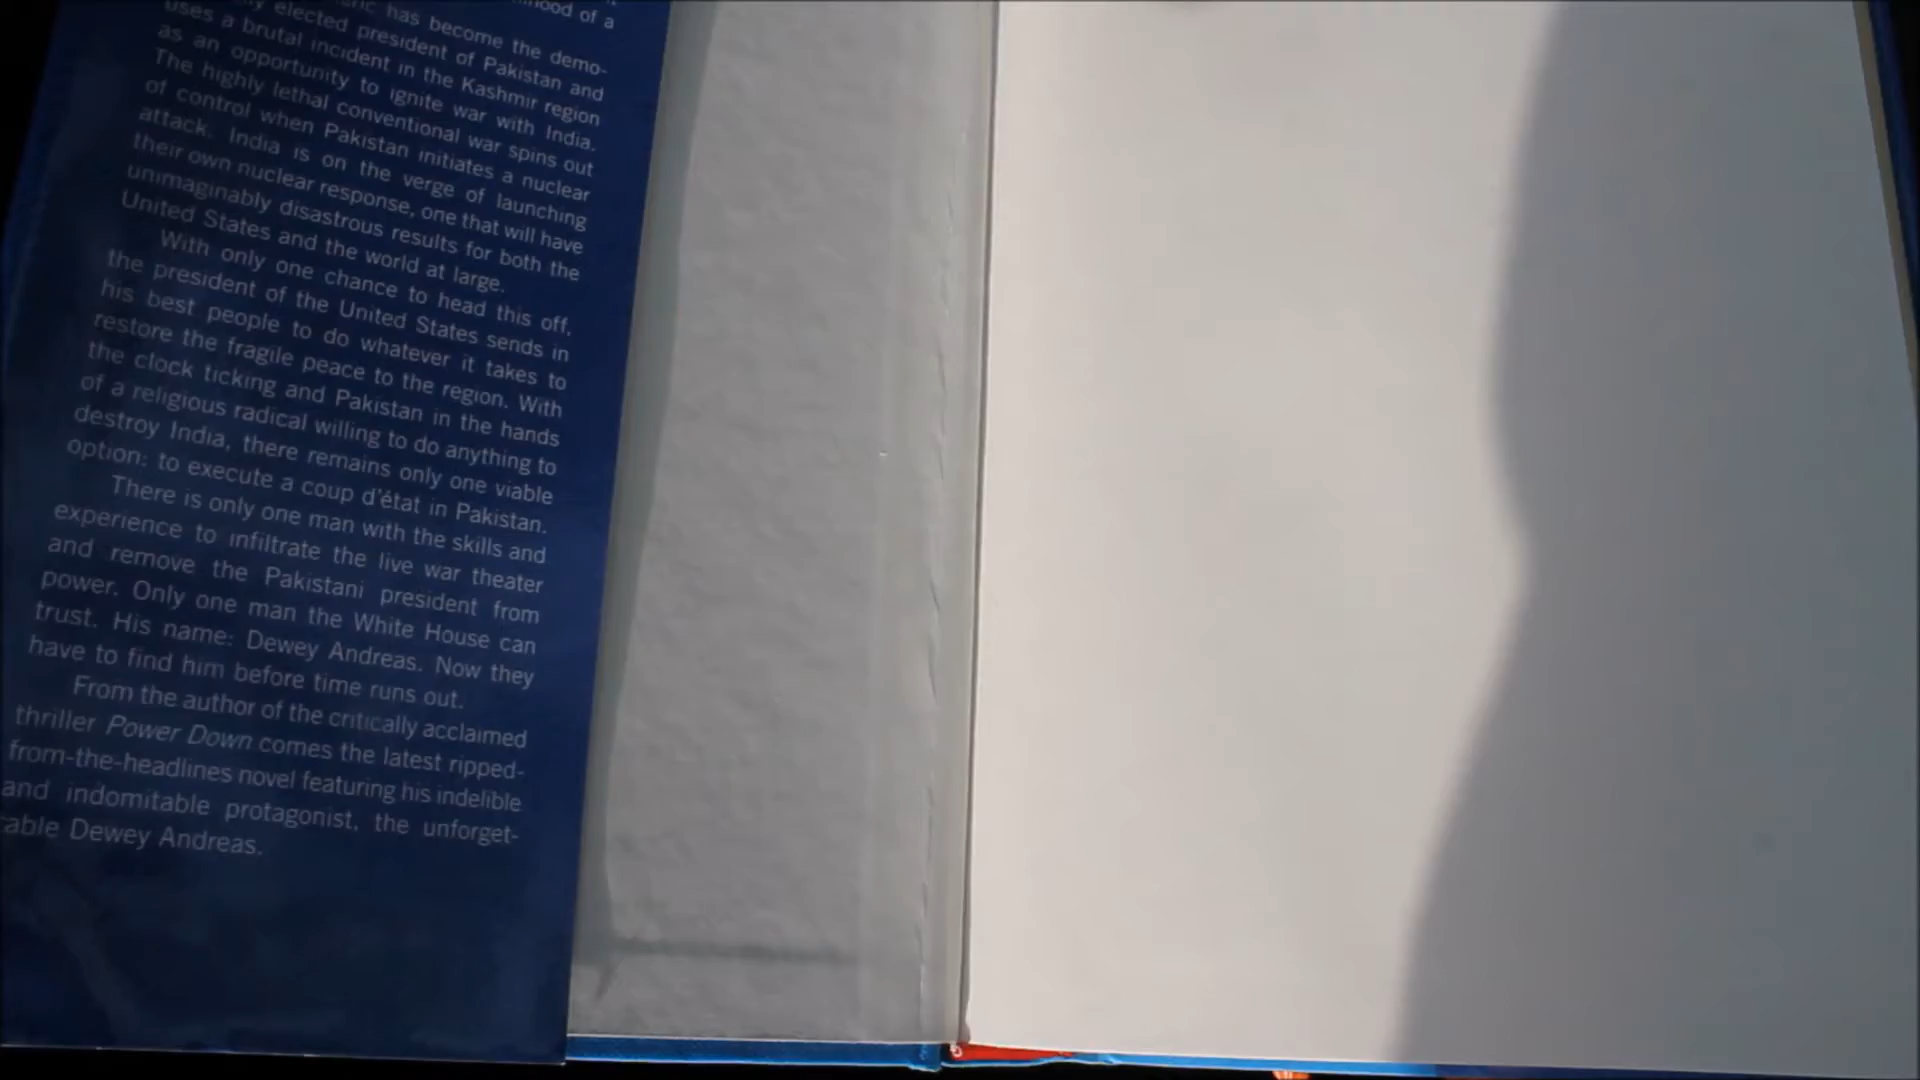 hood of a
has become the demo-
elected president of Pakistan and
uses a brutal incident in the Kashmir region
as an opportunity to ignite war with India.
The highly lethal conventional war spins out
of control when Pakistan initiates a nuclear
attack. India is on the verge of launching
their own nuclear response, one that will have
unimaginably disastrous results for both the
United States and the world at large.
With only one chance to head this off,
the president of the United States sends in
his best people to do whatever it takes to
restore the fragile peace to the region. With
the clock ticking and Pakistan in the hands
of a religious radical willing to do anything to
destroy India, there remains only one viable
option: to execute a coup d'état in Pakistan.
There is only one man with the skills and
experience to infiltrate the live war theater
and remove the Pakistani president from
power. Only one man the White House can
trust. His name: Dewey Andreas. Now they
have to find him before time runs out.
From the author of the critically acclaimed
thriller Power Down comes the latest ripped-
from-the-headlines novel featuring his indelible
and indomitable protagonist, the unforget-
table Dewey Andreas.